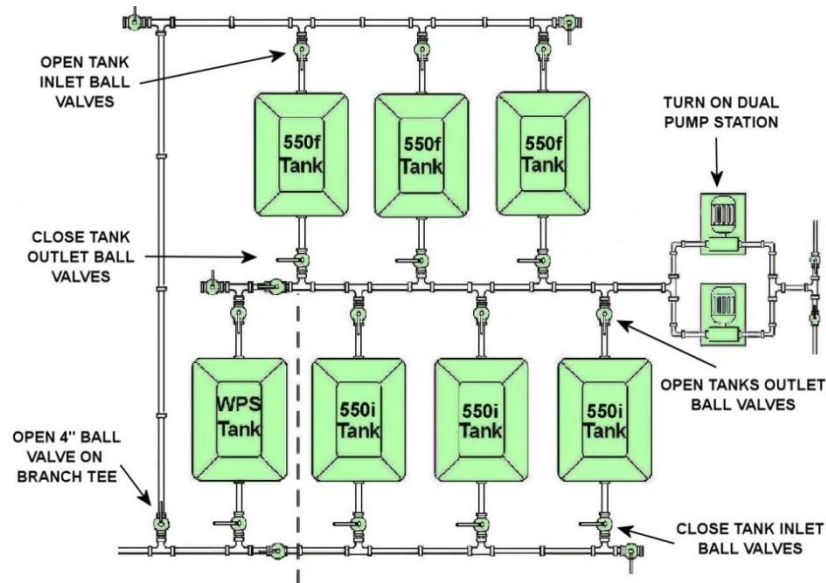 OPEN TANK
INLET BALL
VALVES
550f
Tank
550f
Tank
550f
Tank
TURN ON DUAL
PUMP STATION
CLOSE TANK
OUTLET BALL
VALVES
WPS
Tank
550i
Tank
550i
Tank
550i
Tank
OPEN TANKS OUTLET
BALL VALVES
OPEN 4" BALL
VALVE ON
BRANCH TEE
CLOSE TANK INLET
BALL VALVES